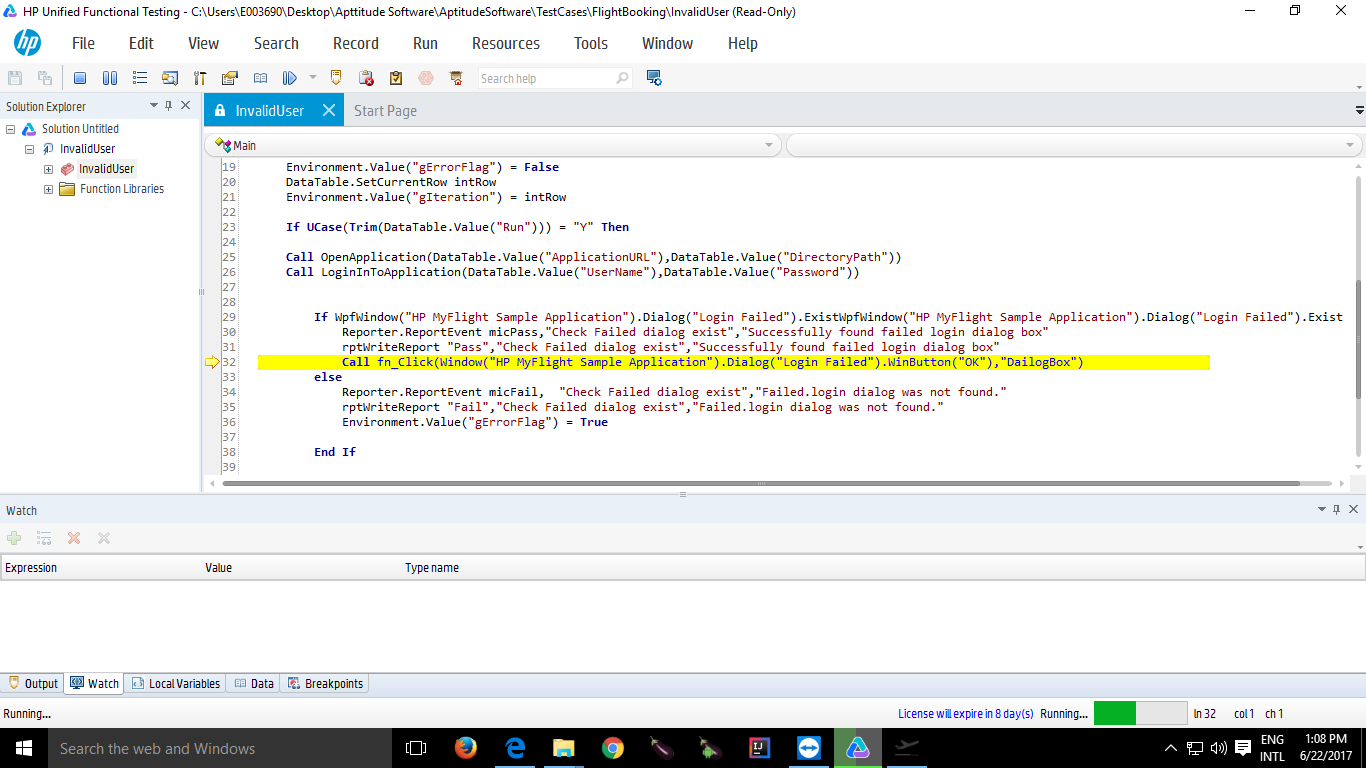 HP Unified Functional Testing - C:\Users\E003690\Desktop\Apttitude Software\AptitudeSoftware\TestCases\FlightBooking\InvalidUser (Read-Only)
hp File Edit View Search Record Run Resources Tools Window Help
Search help
Solution Explorer
InvalidUser Start Page
Solution Untitled
InvalidUser
InvalidUser
Function Libraries
Main
19 Environment.Value("gErrorFlag") = False
20 DataTable.SetCurrentRow intRow
21 Environment.Value("gIteration") = intRow
22
23 If UCase(Trim(DataTable.Value("Run"))) = "Y" Then
24
25 Call OpenApplication(DataTable.Value("ApplicationURL"),DataTable.Value("DirectoryPath"))
26 Call LoginInToApplication(DataTable.Value("UserName"),DataTable.Value("Password"))
27
28
29 If WpfWindow("HP MyFlight Sample Application").Dialog("Login Failed").ExistWpfWindow("HP MyFlight Sample Application").Dialog("Login Failed").Exist
30 Reporter.ReportEvent micPass,"Check Failed dialog exist","Successfully found failed login dialog box"
31 rptWriteReport "Pass","Check Failed dialog exist","Successfully found failed login dialog box"
32 Call fn_Click(Window("HP MyFlight Sample Application").Dialog("Login Failed").WinButton("OK"),"DailogBox")
33 else
34 Reporter.ReportEvent micFail, "Check Failed dialog exist","Failed.login dialog was not found."
35 rptWriteReport "Fail","Check Failed dialog exist","Failed.login dialog was not found."
36 Environment.Value("gErrorFlag") = True
37
38 End If
39
Watch
Expression Value Type name
Output Watch Local Variables Data Breakpoints
Running... License will expire in 8 day(s) Running... ln 32 col 1 ch 1
Search the web and Windows
IJ
ENG
INTL
1:08 PM
6/22/2017